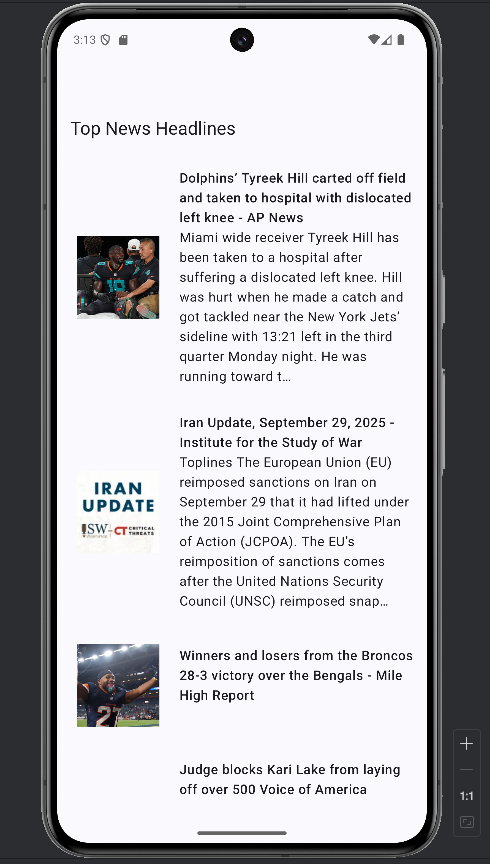 3:13
Top News Headlines
Dolphins’ Tyreek Hill carted off field
and taken to hospital with dislocated
left knee - AP News
Miami wide receiver Tyreek Hill has
been taken to a hospital after
suffering a dislocated left knee. Hill
was hurt when he made a catch and
got tackled near the New York Jets’
sideline with 13:21 left in the third
quarter Monday night. He was
running toward t…
Iran Update, September 29, 2025 -
Institute for the Study of War
IRAN
UPDATE
ISW
CT CRITICAL
THREATS
Toplines The European Union (EU)
reimposed sanctions on Iran on
September 29 that it had lifted under
the 2015 Joint Comprehensive Plan
of Action (JCPOA). The EU’s
reimposition of sanctions comes
after the United Nations Security
Council (UNSC) reimposed snap…
Winners and losers from the Broncos
28-3 victory over the Bengals - Mile
High Report
Judge blocks Kari Lake from laying
off over 500 Voice of America
1:1